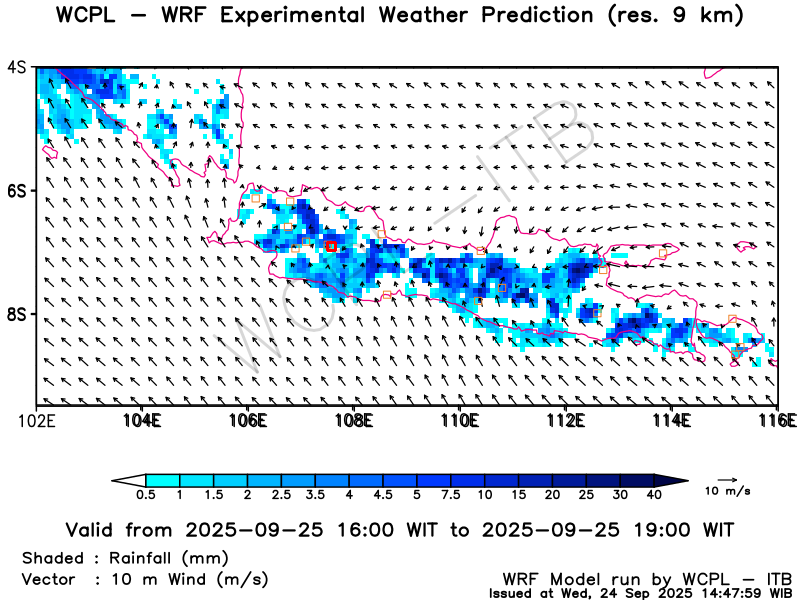 WCPL – WRF Experimental Weather Prediction (res. 9 km)
4S
6S
8S
102E 104E 106E 108E 110E 112E 114E 116E
WCPL – ITB
0.5 1 1.5 2 2.5 3.5 4 4.5 5 7.5 10 15 20 25 30 40
10 m/s
Valid from 2025–09–25 16:00 WIT to 2025–09–25 19:00 WIT
Shaded : Rainfall (mm)
Vector : 10 m Wind (m/s)
WRF Model run by WCPL – ITB
Issued at Wed, 24 Sep 2025 14:47:59 WIB